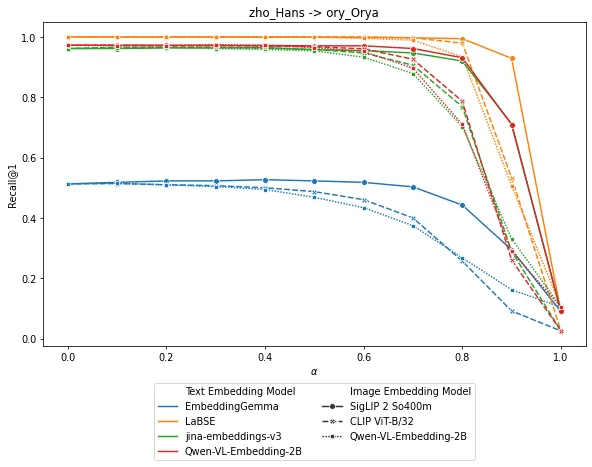 zho_Hans -> ory_Orya
Recall@1
1.0
0.8
0.6
0.4
0.2
0.0
0.0 0.2 0.4 0.6 0.8 1.0
α
Text Embedding Model
EmbeddingGemma
LaBSE
jina-embeddings-v3
Qwen-VL-Embedding-2B
Image Embedding Model
SigLIP 2 So400m
CLIP ViT-B/32
Qwen-VL-Embedding-2B